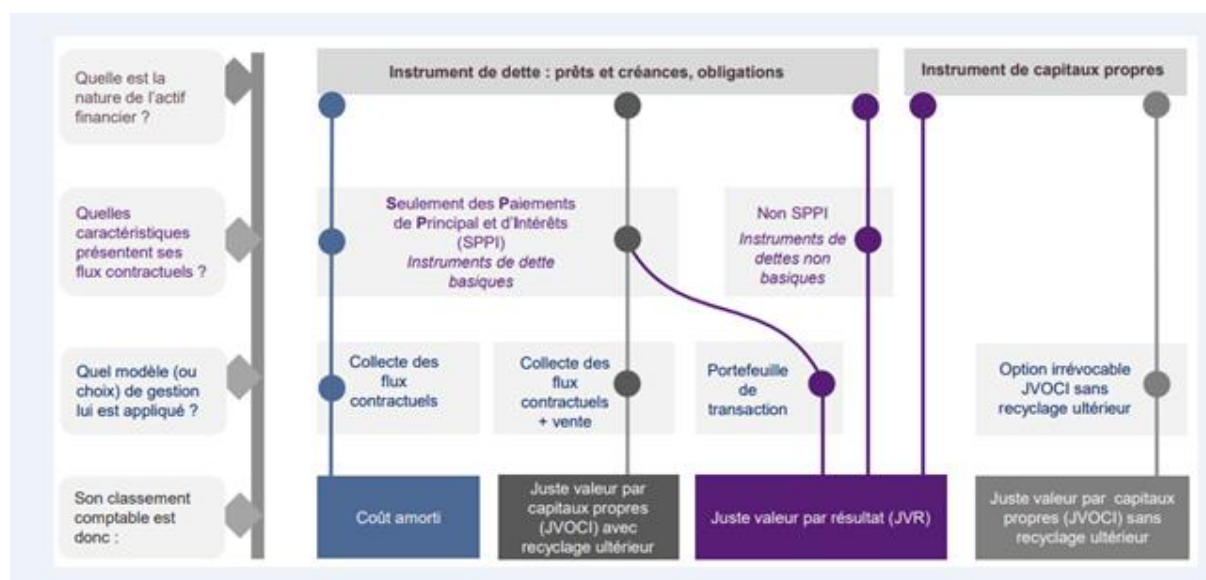 Quelle est la
nature de l'actif
financier ?
Instrument de dette : prêts et créances, obligations
Instrument de capitaux propres
Quelles
caractéristiques
présentent ses
flux contractuels ?
Seulement des Paiements
de Principal et d'Intérêts
(SPPI)
Instruments de dette
basiques
Non SPPI
Instruments de
dettes non
basiques
Quel modèle (ou
choix) de gestion
lui est appliqué ?
Collecte des
flux
contractuels
Collecte des
flux
contractuels
+ vente
Portefeuille
de
transaction
Option irrévocable
JVOCI sans
recyclage ultérieur
Son classement
comptable est
donc :
Coût amorti
Juste valeur par
capitaux propres
(JVOCI) avec
recyclage ultérieur
Juste valeur par résultat (JVR)
Juste valeur par capitaux
propres (JVOCI) sans
recyclage ultérieur